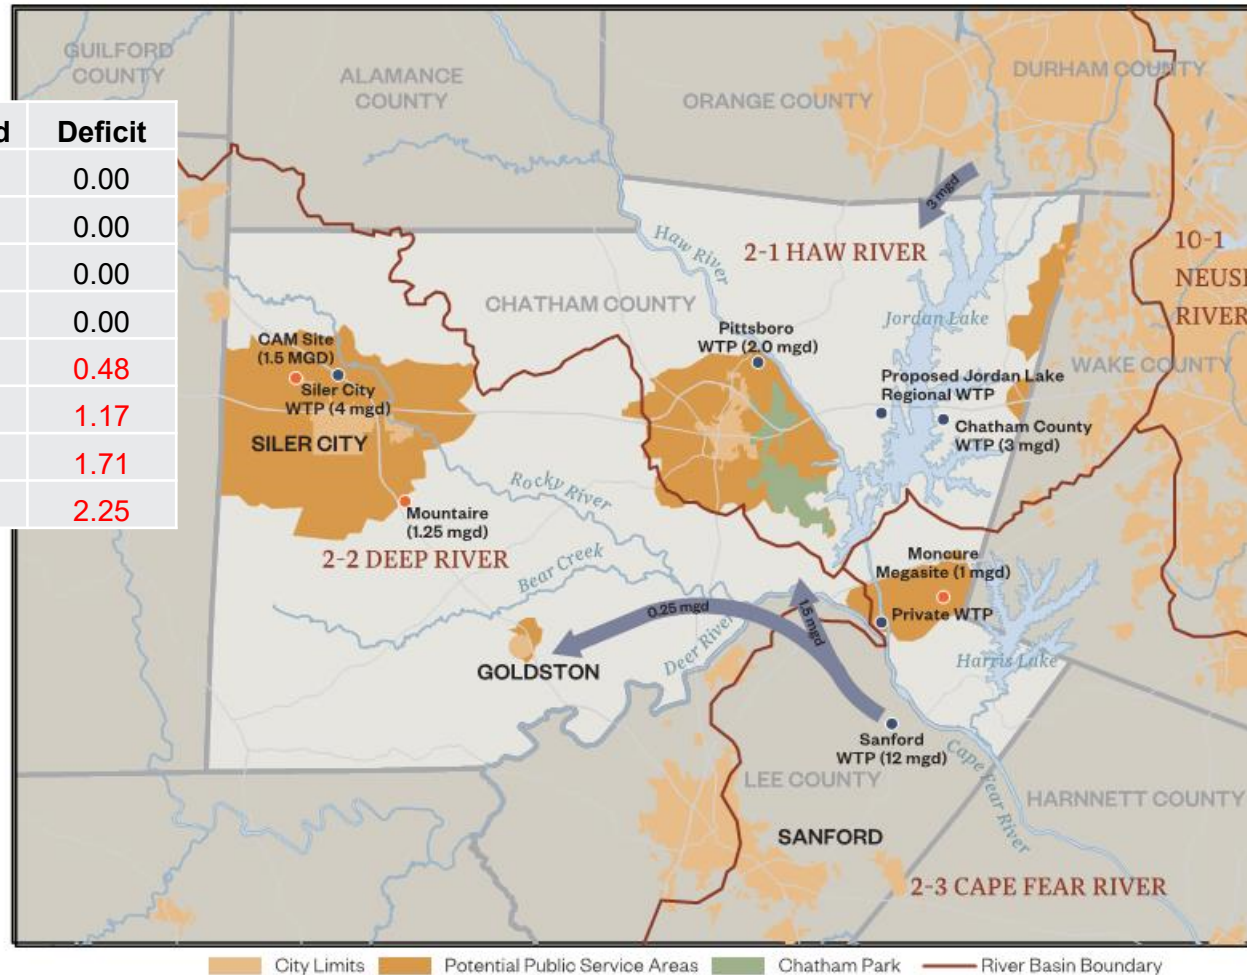 GUILFORD
COUNTY
ALAMANCE
COUNTY
ORANGE COUNTY
DURHAM COUNTY
d Deficit
0.00
0.00
0.00
0.00
0.48
1.17
1.71
2.25
3 mgd
Haw River
2-1 HAW RIVER
10-1
NEUSE
RIVER
CHATHAM COUNTY
Jordan Lake
CAM Site
(1.5 MGD)
Siler City
WTP (4 mgd)
SILER CITY
Pittsboro
WTP (2.0 mgd)
WAKE COUNTY
Proposed Jordan Lake
Regional WTP
Chatham County
WTP (3 mgd)
Rocky River
Mountaire
(1.25 mgd)
2-2 DEEP RIVER
Bear Creek
Moncure
Megasite (1 mgd)
Private WTP
0.25 mgd
1.5 mgd
Deer River
Harris Lake
GOLDSTON
Sanford
WTP (12 mgd)
Cape Fear River
LEE COUNTY
HARNNETT COUNTY
SANFORD
2-3 CAPE FEAR RIVER
City Limits Potential Public Service Areas Chatham Park River Basin Boundary